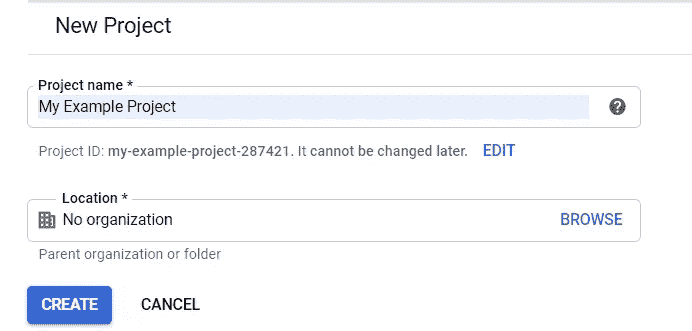 New Project
Project name *
My Example Project
Project ID: my-example-project-287421. It cannot be changed later. EDIT
Location *
No organization BROWSE
Parent organization or folder
CREATE CANCEL